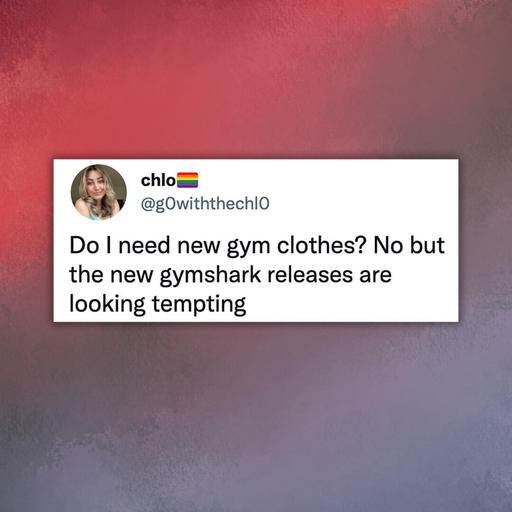 chlo🏳️‍🌈
@g0withthechl0
Do I need new gym clothes? No but
the new gymshark releases are
looking tempting